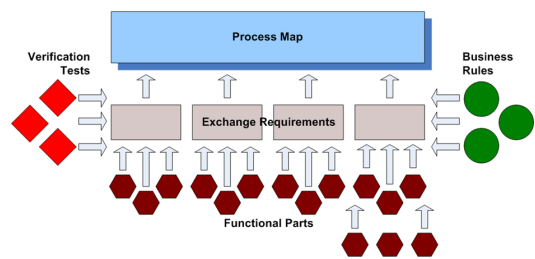 Process Map
Verification
Tests
Business
Rules
Exchange Requirements
Functional Parts